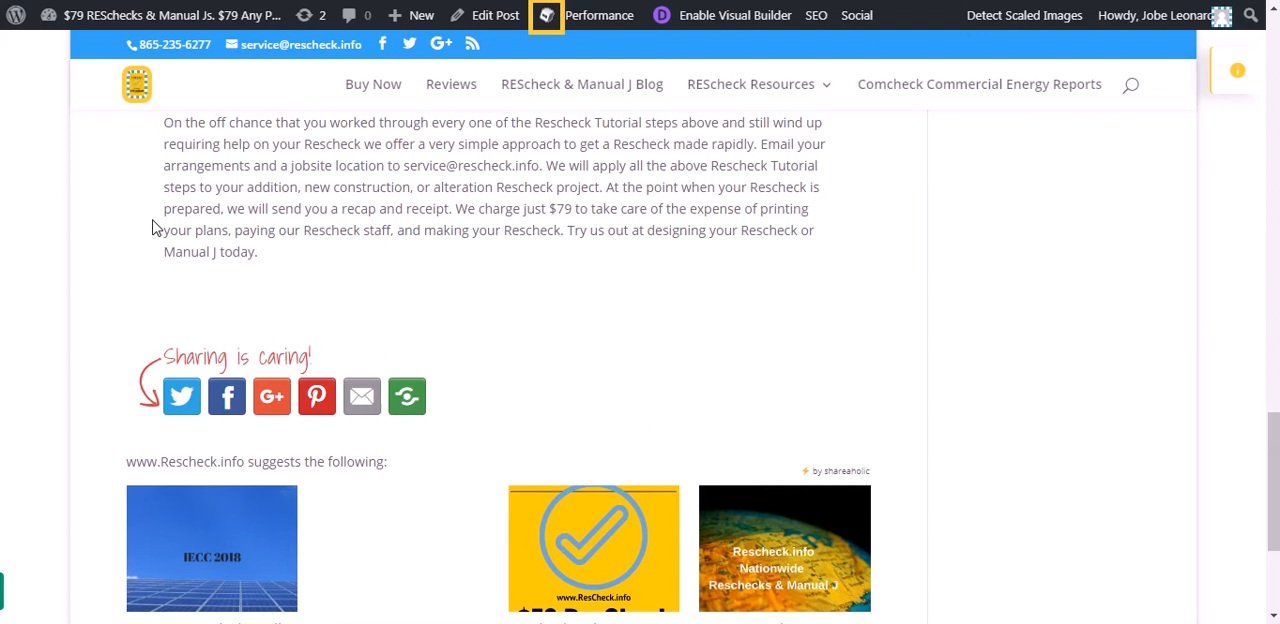 $79 RESchecks & Manual Js. $79 Any P... 2 0 New Edit Post Performance Enable Visual Builder SEO Social Detect Scaled Images Howdy, Jobe Leonard
865-235-6277 service@rescheck.info
Buy Now Reviews REScheck & Manual J Blog REScheck Resources Comcheck Commercial Energy Reports
On the off chance that you worked through every one of the Rescheck Tutorial steps above and still wind up
requiring help on your Rescheck we offer a very simple approach to get a Rescheck made rapidly. Email your
arrangements and a jobsite location to service@rescheck.info. We will apply all the above Rescheck Tutorial
steps to your addition, new construction, or alteration Rescheck project. At the point when your Rescheck is
prepared, we will send you a recap and receipt. We charge just $79 to take care of the expense of printing
your plans, paying our Rescheck staff, and making your Rescheck. Try us out at designing your Rescheck or
Manual J today.
Sharing is caring!
www.Rescheck.info suggests the following:
by shareaholic
IECC 2018
www.ResCheck.info
Rescheck.info
Nationwide
Reschecks & Manual J